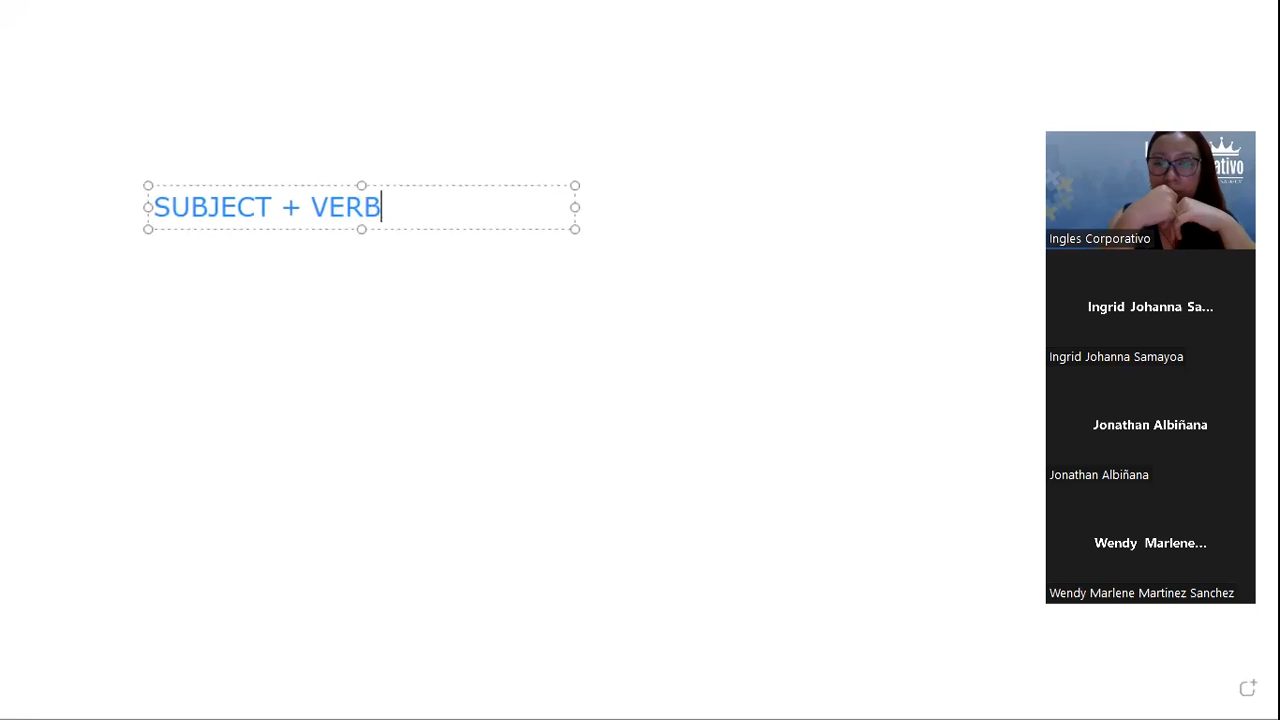 SUBJECT + VERB
ativo
Ingles Corporativo
Ingrid Johanna Sa...
Ingrid Johanna Samayoa
Jonathan Albiñana
Jonathan Albiñana
Wendy Marlene...
Wendy Marlene Martinez Sanchez